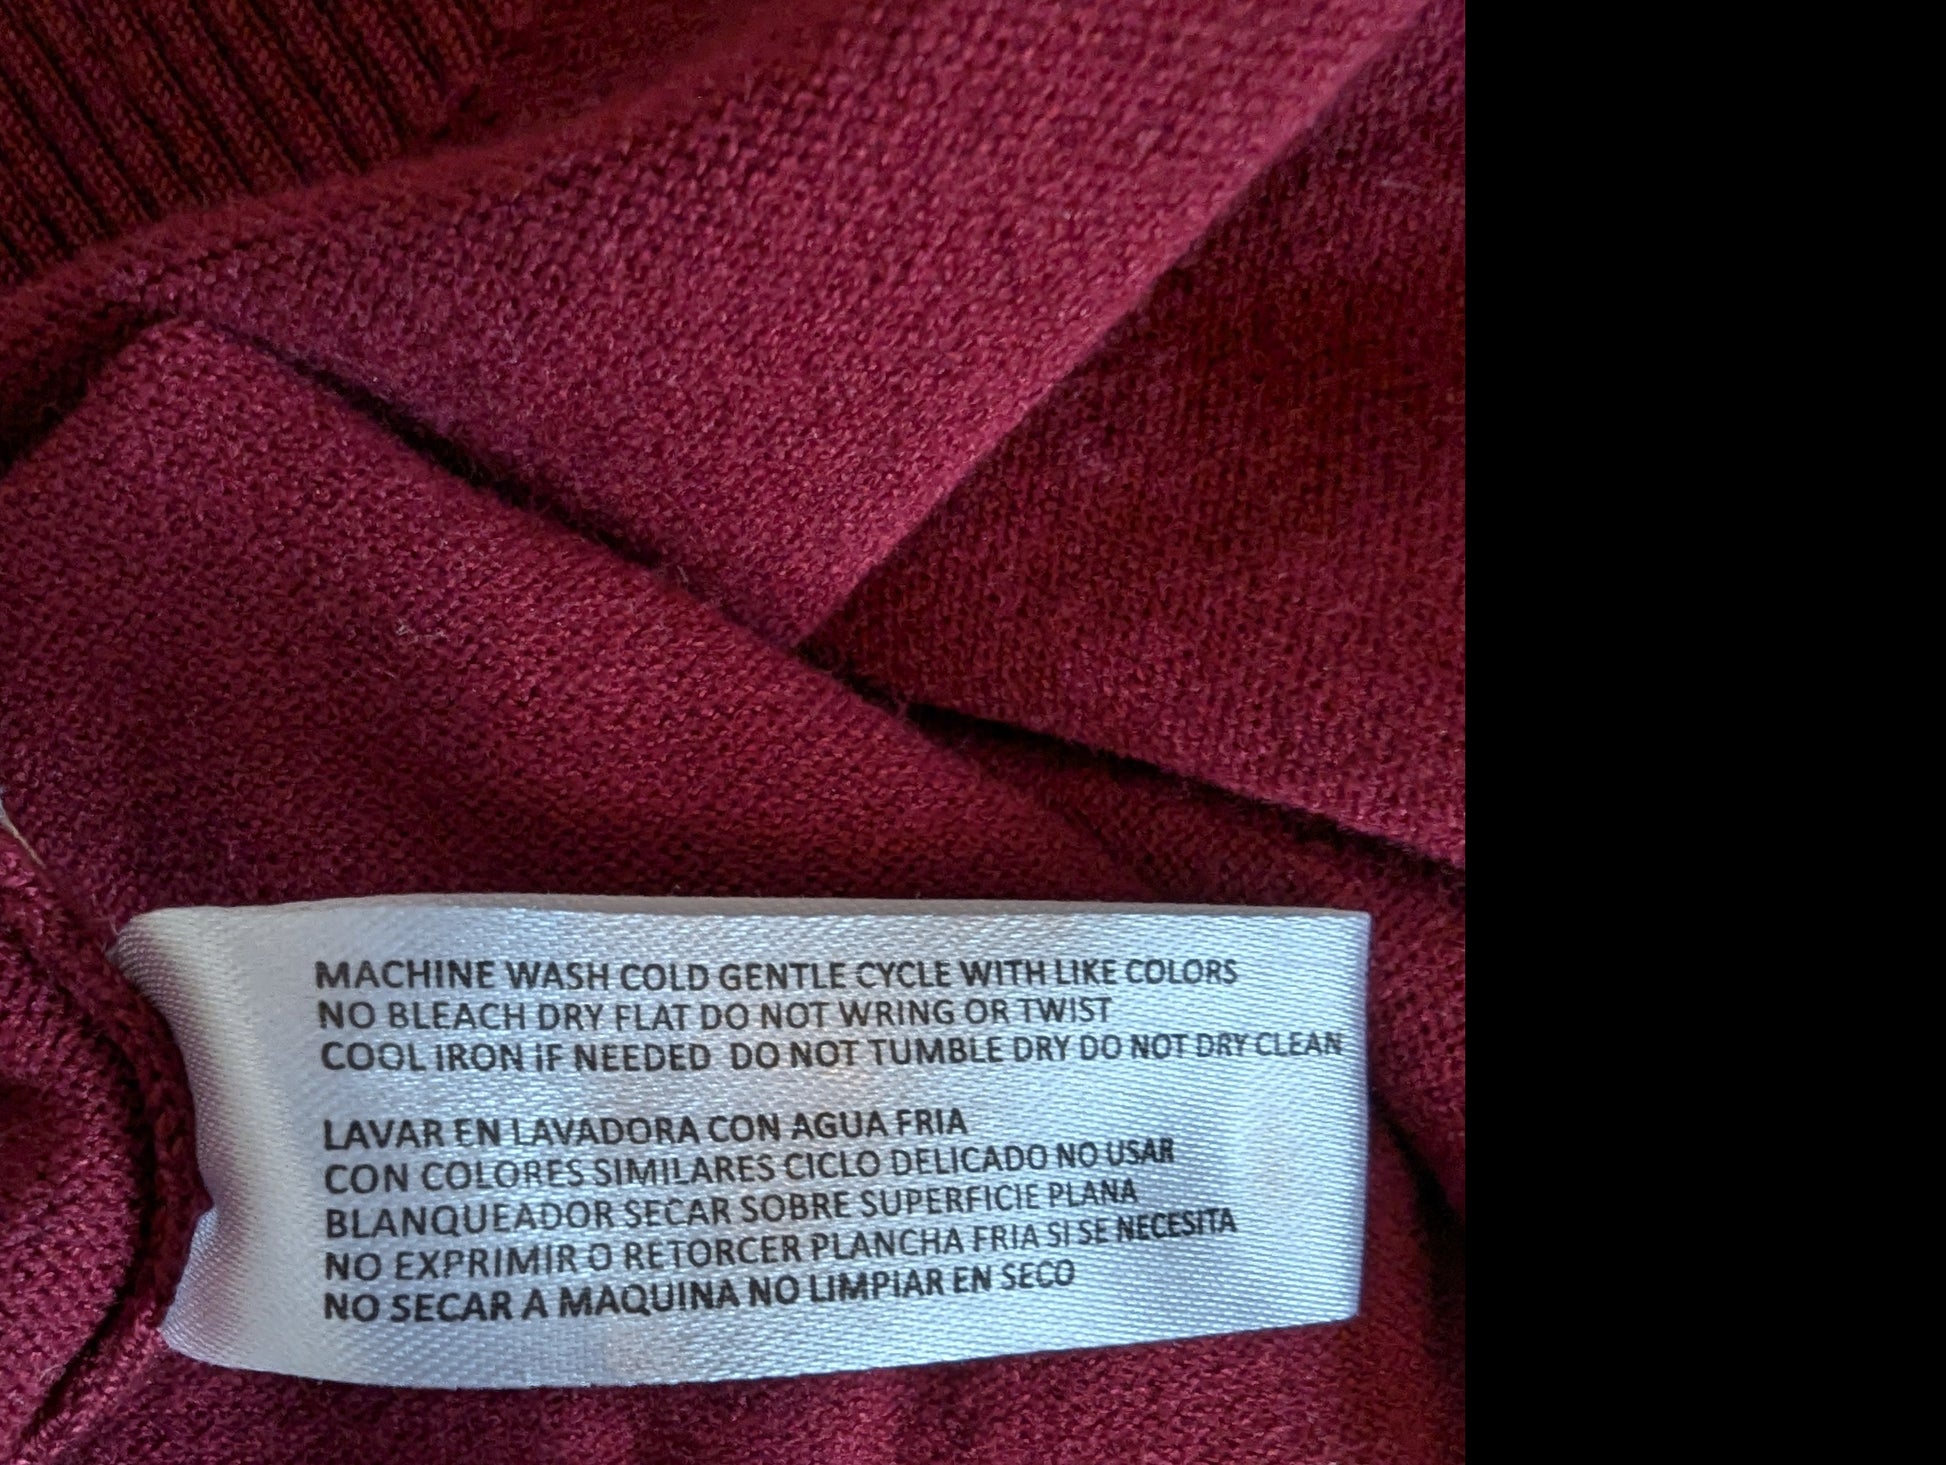 MACHINE WASH COLD GENTLE CYCLE WITH LIKE COLORS
NO BLEACH DRY FLAT DO NOT WRING OR TWIST
COOL IRON IF NEEDED DO NOT TUMBLE DRY DO NOT DRY CLEAN
LAVAR EN LAVADORA CON AGUA FRIA
CON COLORES SIMILARES CICLO DELICADO NO USAR
BLANQUEADOR SECAR SOBRE SUPERFICIE PLANA
NO EXPRIMIR O RETORCER PLANCHA FRIA SI SE NECESITA
NO SECAR A MAQUINA NO LIMPIAR EN SECO